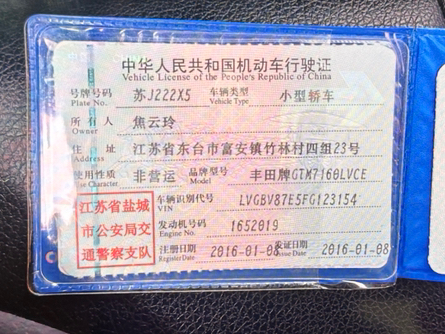 中华人民共和国机动车行驶证
Vehicle License of the People's Republic of China
号牌号码 苏J222X5 车辆类型 小型轿车
Plate No. Vehicle Type
所有人 焦云玲
Owner
住址 江苏省东台市富安镇竹林村四组23号
Address
使用性质 非营运 品牌型号 丰田牌GTM7160LVCE
Use Character Model
江苏省盐城
市公安局交
通警察支队
车辆识别代号 LVGBV87E5FG123154
VIN
发动机号码 1652019
Engine No.
注册日期 2016-01-08 发证日期 2016-01-08
Register Date Issue Date